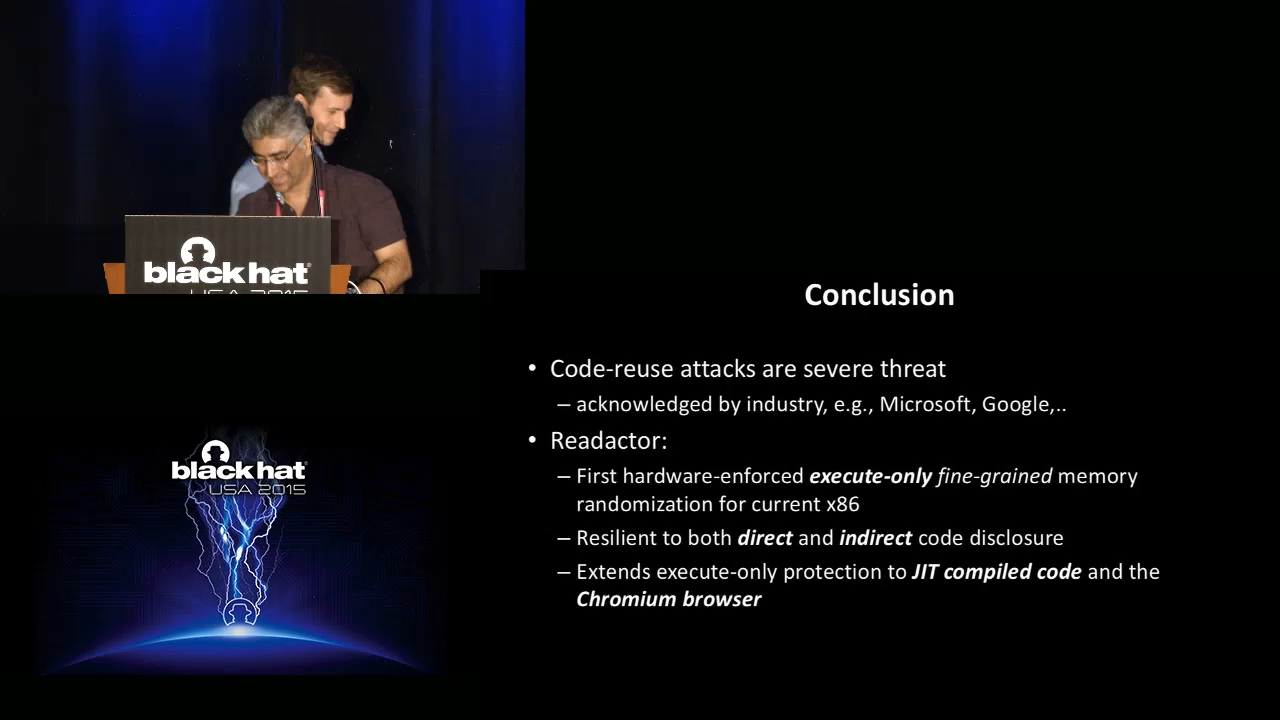 black hat
USA 2015
Conclusion
• Code-reuse attacks are severe threat
– acknowledged by industry, e.g., Microsoft, Google,..
• Readactor:
– First hardware-enforced execute-only fine-grained memory
randomization for current x86
– Resilient to both direct and indirect code disclosure
– Extends execute-only protection to JIT compiled code and the
Chromium browser
black hat
USA 2015